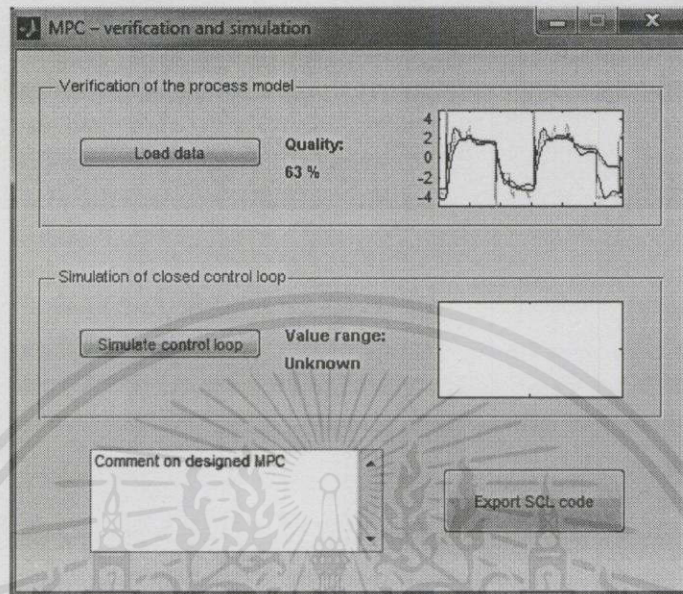 MPC – verification and simulation
Verification of the process model
Load data
Quality:
63 %
4
2
0
-2
-4
Simulation of closed control loop
Simulate control loop
Value range:
Unknown
Comment on designed MPC
Export SCL code